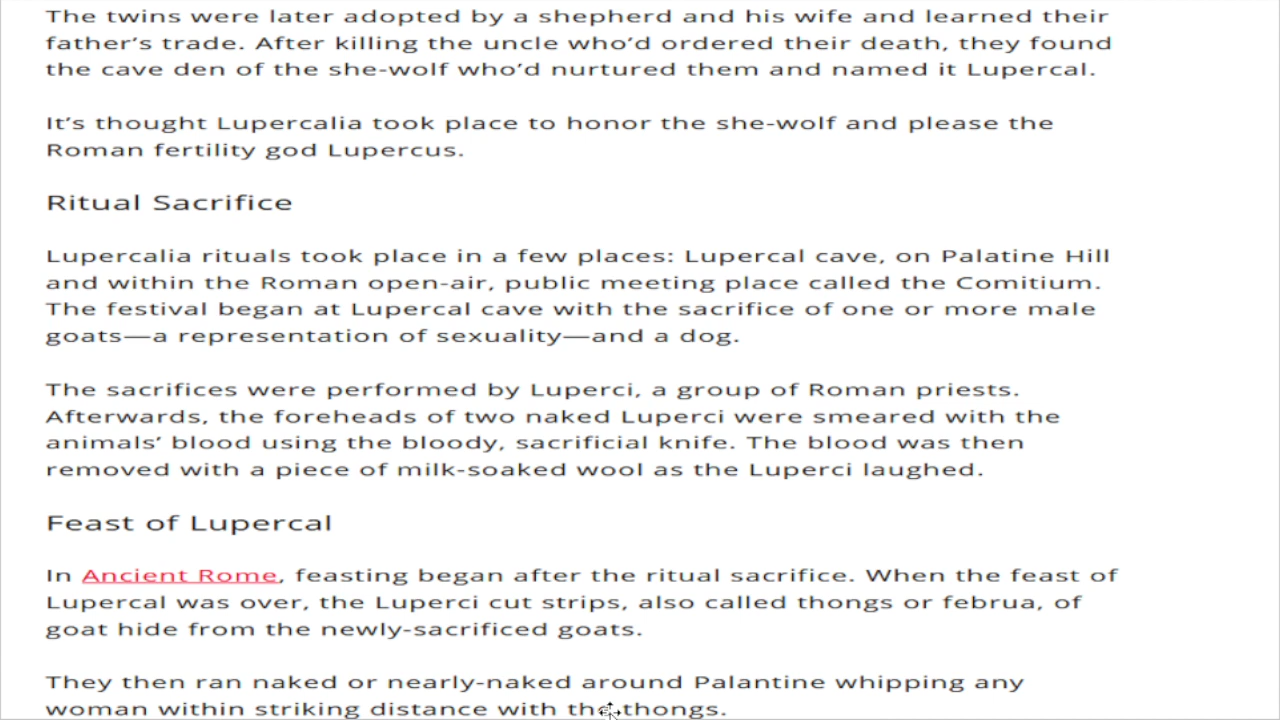 The twins were later adopted by a shepherd and his wife and learned their
father’s trade. After killing the uncle who’d ordered their death, they found
the cave den of the she-wolf who’d nurtured them and named it Lupercal.
It’s thought Lupercalia took place to honor the she-wolf and please the
Roman fertility god Lupercus.
Ritual Sacrifice
Lupercalia rituals took place in a few places: Lupercal cave, on Palatine Hill
and within the Roman open-air, public meeting place called the Comitium.
The festival began at Lupercal cave with the sacrifice of one or more male
goats—a representation of sexuality—and a dog.
The sacrifices were performed by Luperci, a group of Roman priests.
Afterwards, the foreheads of two naked Luperci were smeared with the
animals’ blood using the bloody, sacrificial knife. The blood was then
removed with a piece of milk-soaked wool as the Luperci laughed.
Feast of Lupercal
In Ancient Rome, feasting began after the ritual sacrifice. When the feast of
Lupercal was over, the Luperci cut strips, also called thongs or februa, of
goat hide from the newly-sacrificed goats.
They then ran naked or nearly-naked around Palantine whipping any
woman within striking distance with the thongs.